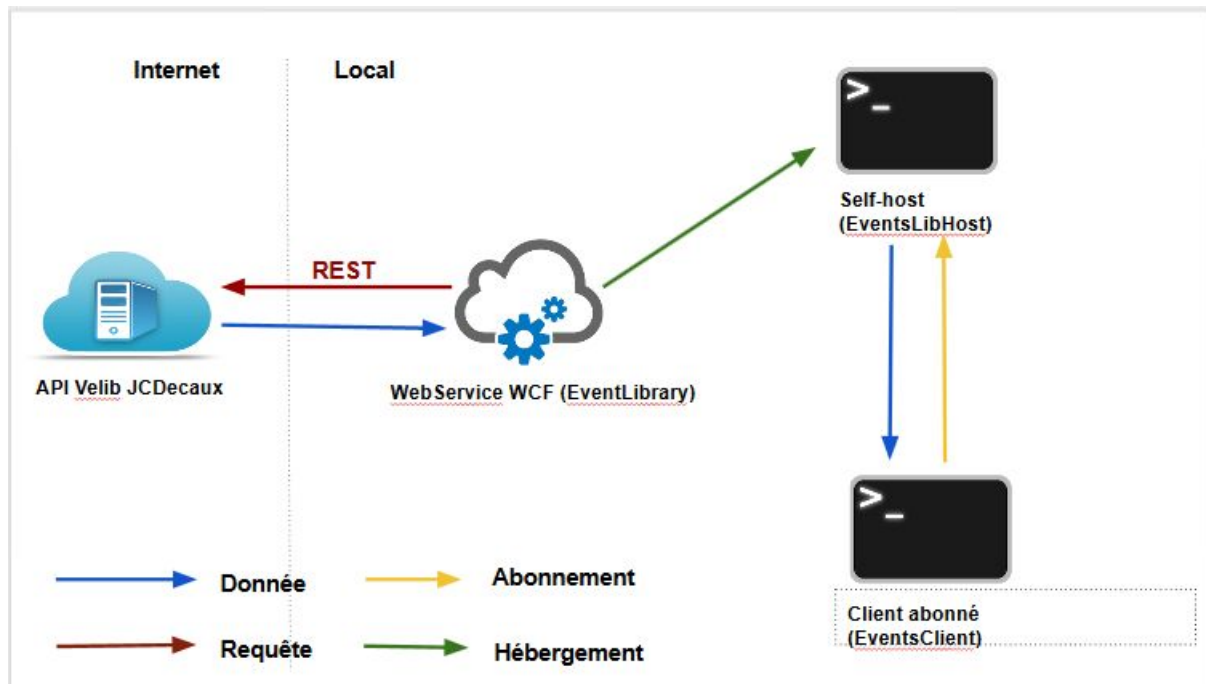 Internet
Local
>_
Self-host
(EventsLibHost)
REST
API Velib JCDecaux
WebService WCF (EventLibrary)
>_
Donnée
Abonnement
Client abonné
(EventsClient)
Requête
Hébergement